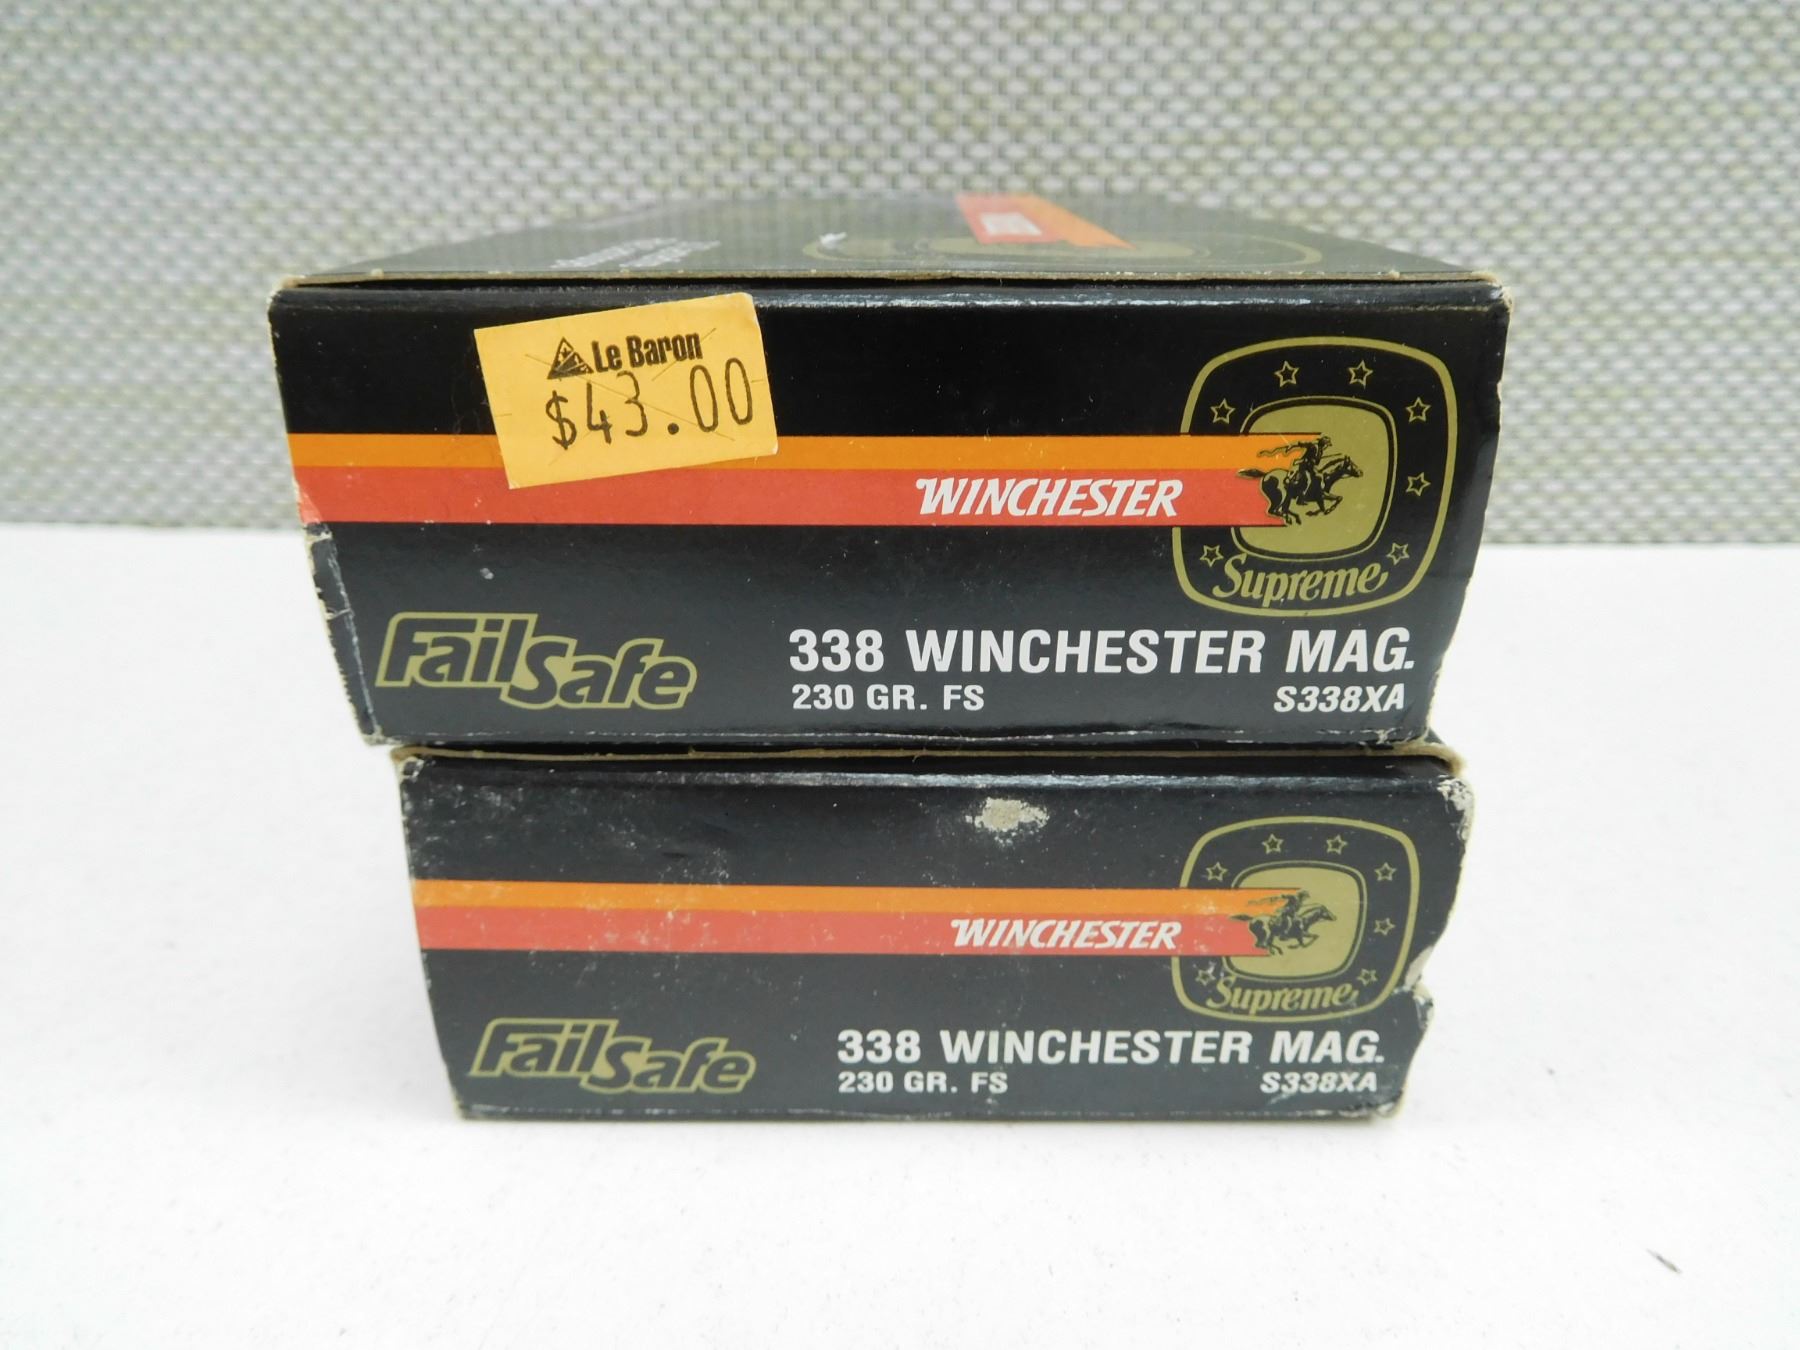 Le Baron
$43.00
WINCHESTER
Supreme
FailSafe
338 WINCHESTER MAG.
230 GR. FS S338XA
WINCHESTER
Supreme
FailSafe
338 WINCHESTER MAG.
230 GR. FS S338XA